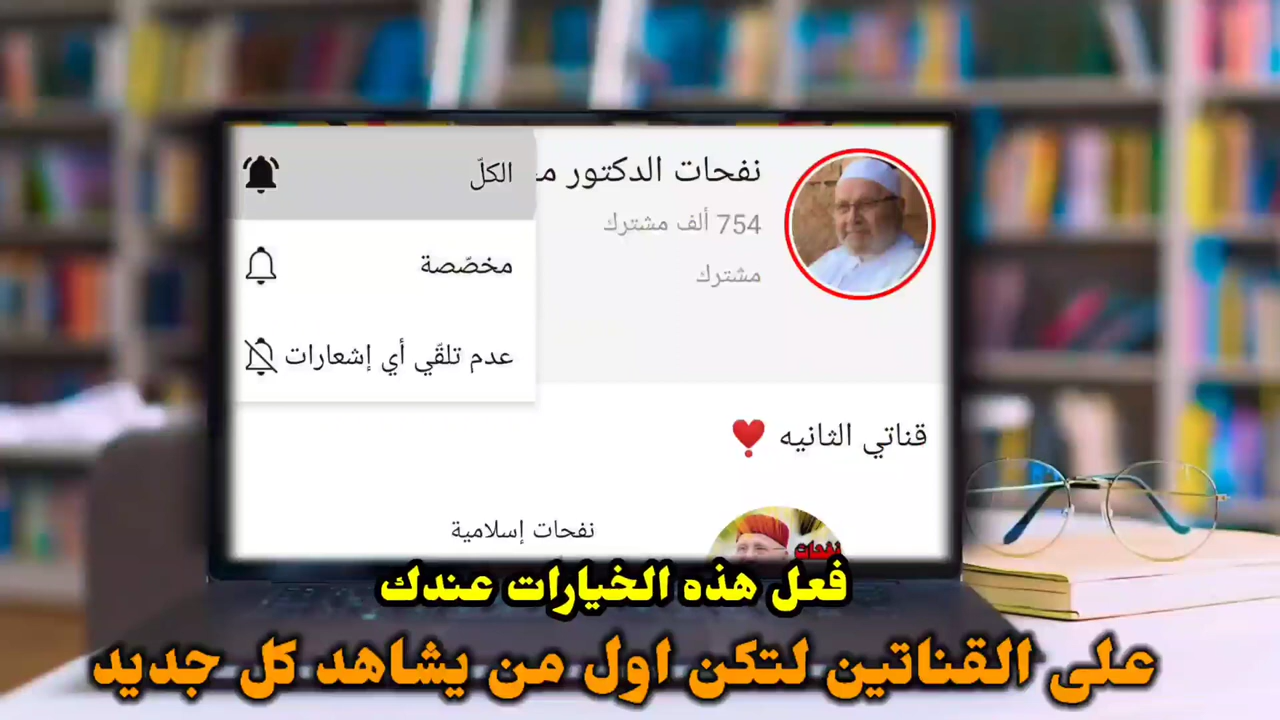 نفحات الدكتور م
754 ألف مشترك
مشترك
الكلّ
مخصّصة
عدم تلقّي أي إشعارات
قناتي الثانيه ❣
نفحات إسلامية
نفحات
فعل هذه الخيارات عندك
على القناتين لتكن اول من يشاهد كل جديد